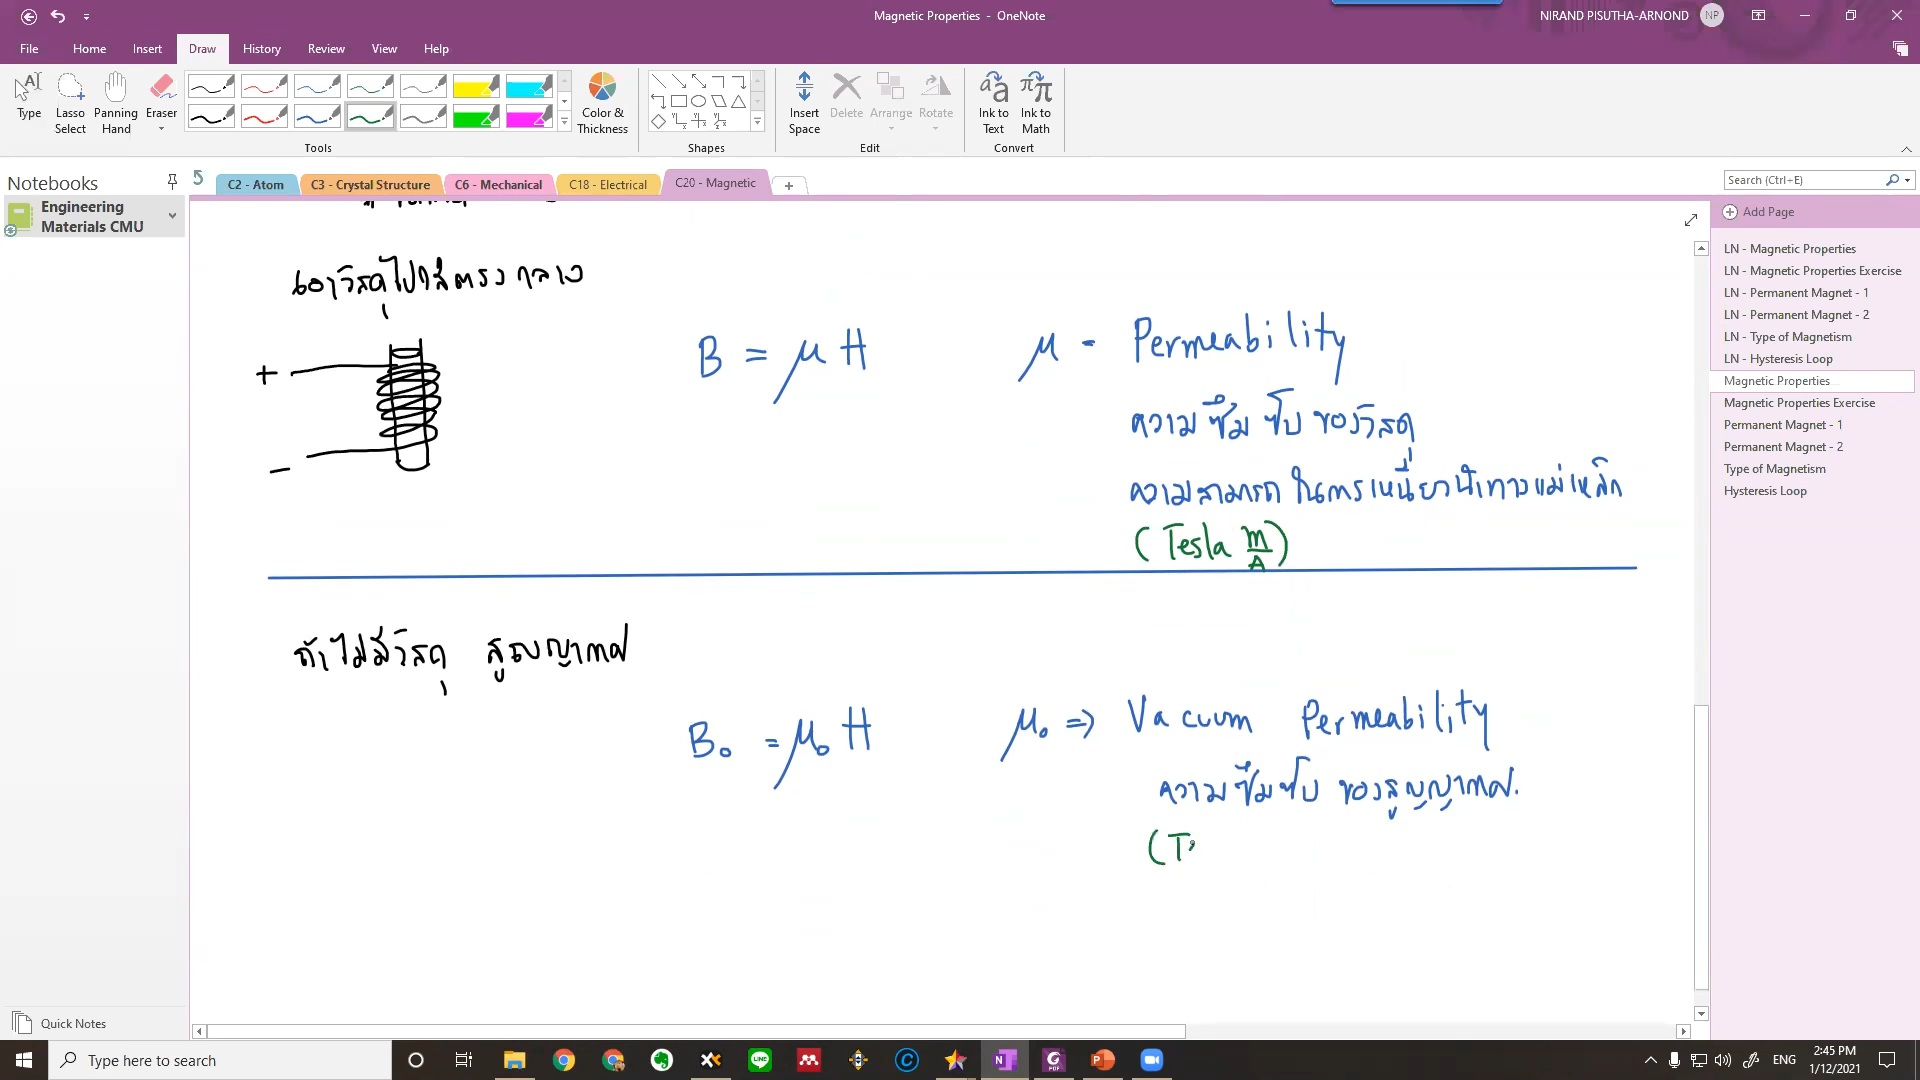 Magnetic Properties - OneNote
NIRAND PISUTHA-ARNOND NP
File Home Insert Draw History Review View Help
Type
Lasso Select
Panning Hand
Eraser
Color & Thickness
Insert Space
Delete
Arrange
Rotate
Ink to Text
Ink to Math
Tools
Shapes
Edit
Convert
Notebooks
C2 - Atom
C3 - Crystal Structure
C6 - Mechanical
C18 - Electrical
C20 - Magnetic
Search (Ctrl+E)
Engineering Materials CMU
Add Page
LN - Magnetic Properties
LN - Magnetic Properties Exercise
LN - Permanent Magnet - 1
LN - Permanent Magnet - 2
LN - Type of Magnetism
LN - Hysteresis Loop
Magnetic Properties
Magnetic Properties Exercise
Permanent Magnet - 1
Permanent Magnet - 2
Type of Magnetism
Hysteresis Loop
เอาวัสดุไปใส่ตรงกลาง
+
-
B = μ H
μ = Permeability
ความซึมซับของวัสดุ
ความสามารถในการเหนี่ยวนำทางแม่เหล็ก
(Tesla m/A)
ถ้าไม่มีวัสดุ สูญญากาศ
B₀ = μ₀ H
μ₀ ⇒ Vacuum Permeability
ความซึมซับของสูญญากาศ.
(T
Quick Notes
Type here to search
ENG
2:45 PM
1/12/2021